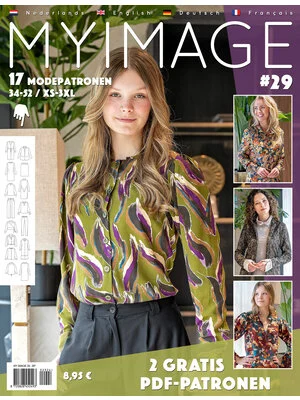 Nederlands English Deutsch Français
MYIMAGE
#29
17 MODEPATRONEN
34-52 / XS-3XL
8,95 €
2 GRATIS
PDF-PATRONEN